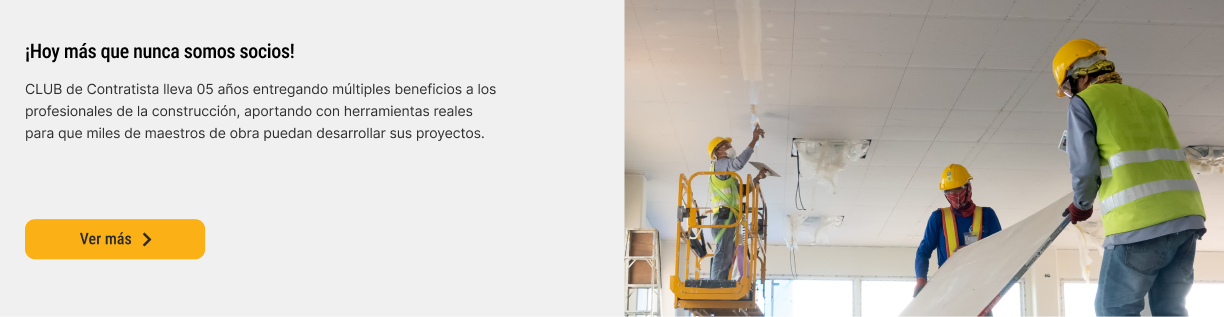 ¡Hoy más que nunca somos socios!
CLUB de Contratista lleva 05 años entregando múltiples beneficios a los
profesionales de la construcción, aportando con herramientas reales
para que miles de maestros de obra puedan desarrollar sus proyectos.
Ver más